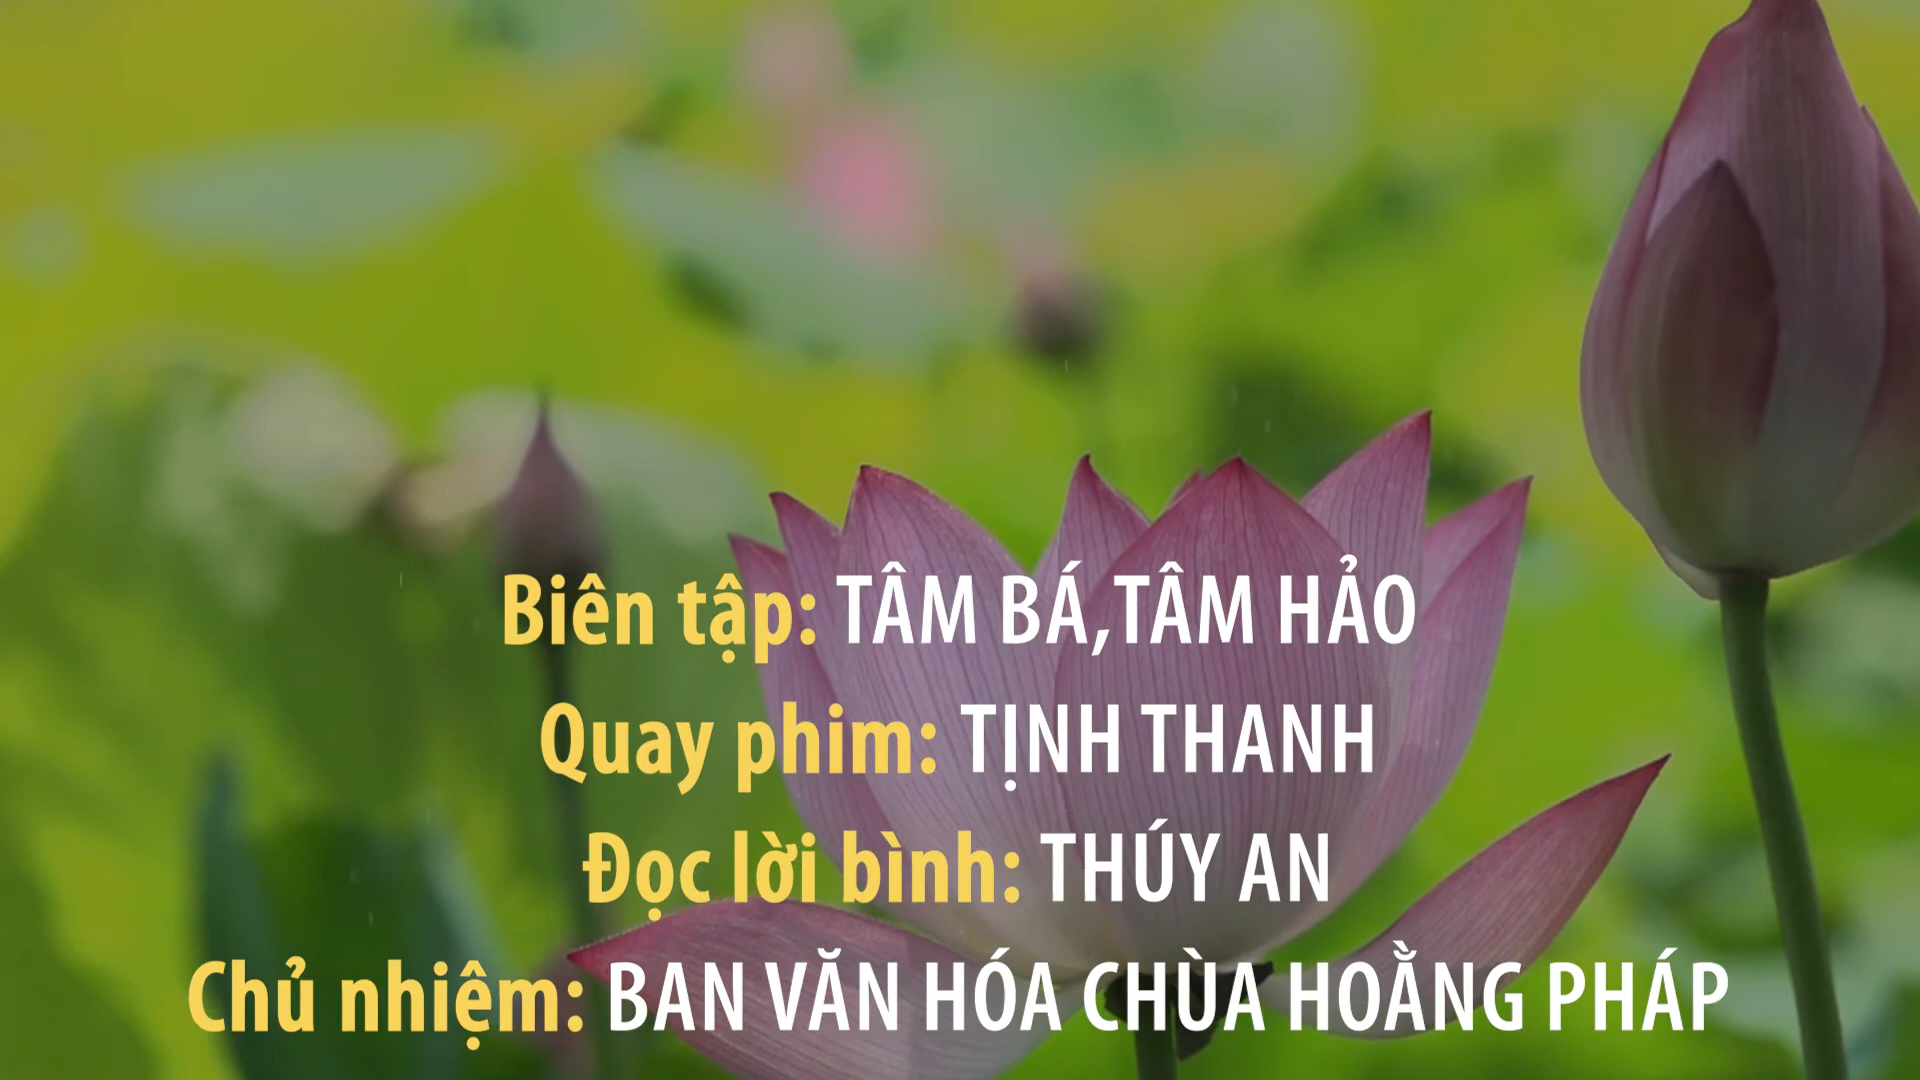 Biên tập: TÂM BÁ,TÂM HẢO
Quay phim: TỊNH THANH
Đọc lời bình: THÚY AN
Chủ nhiệm: BAN VĂN HÓA CHÙA HOẰNG PHÁP